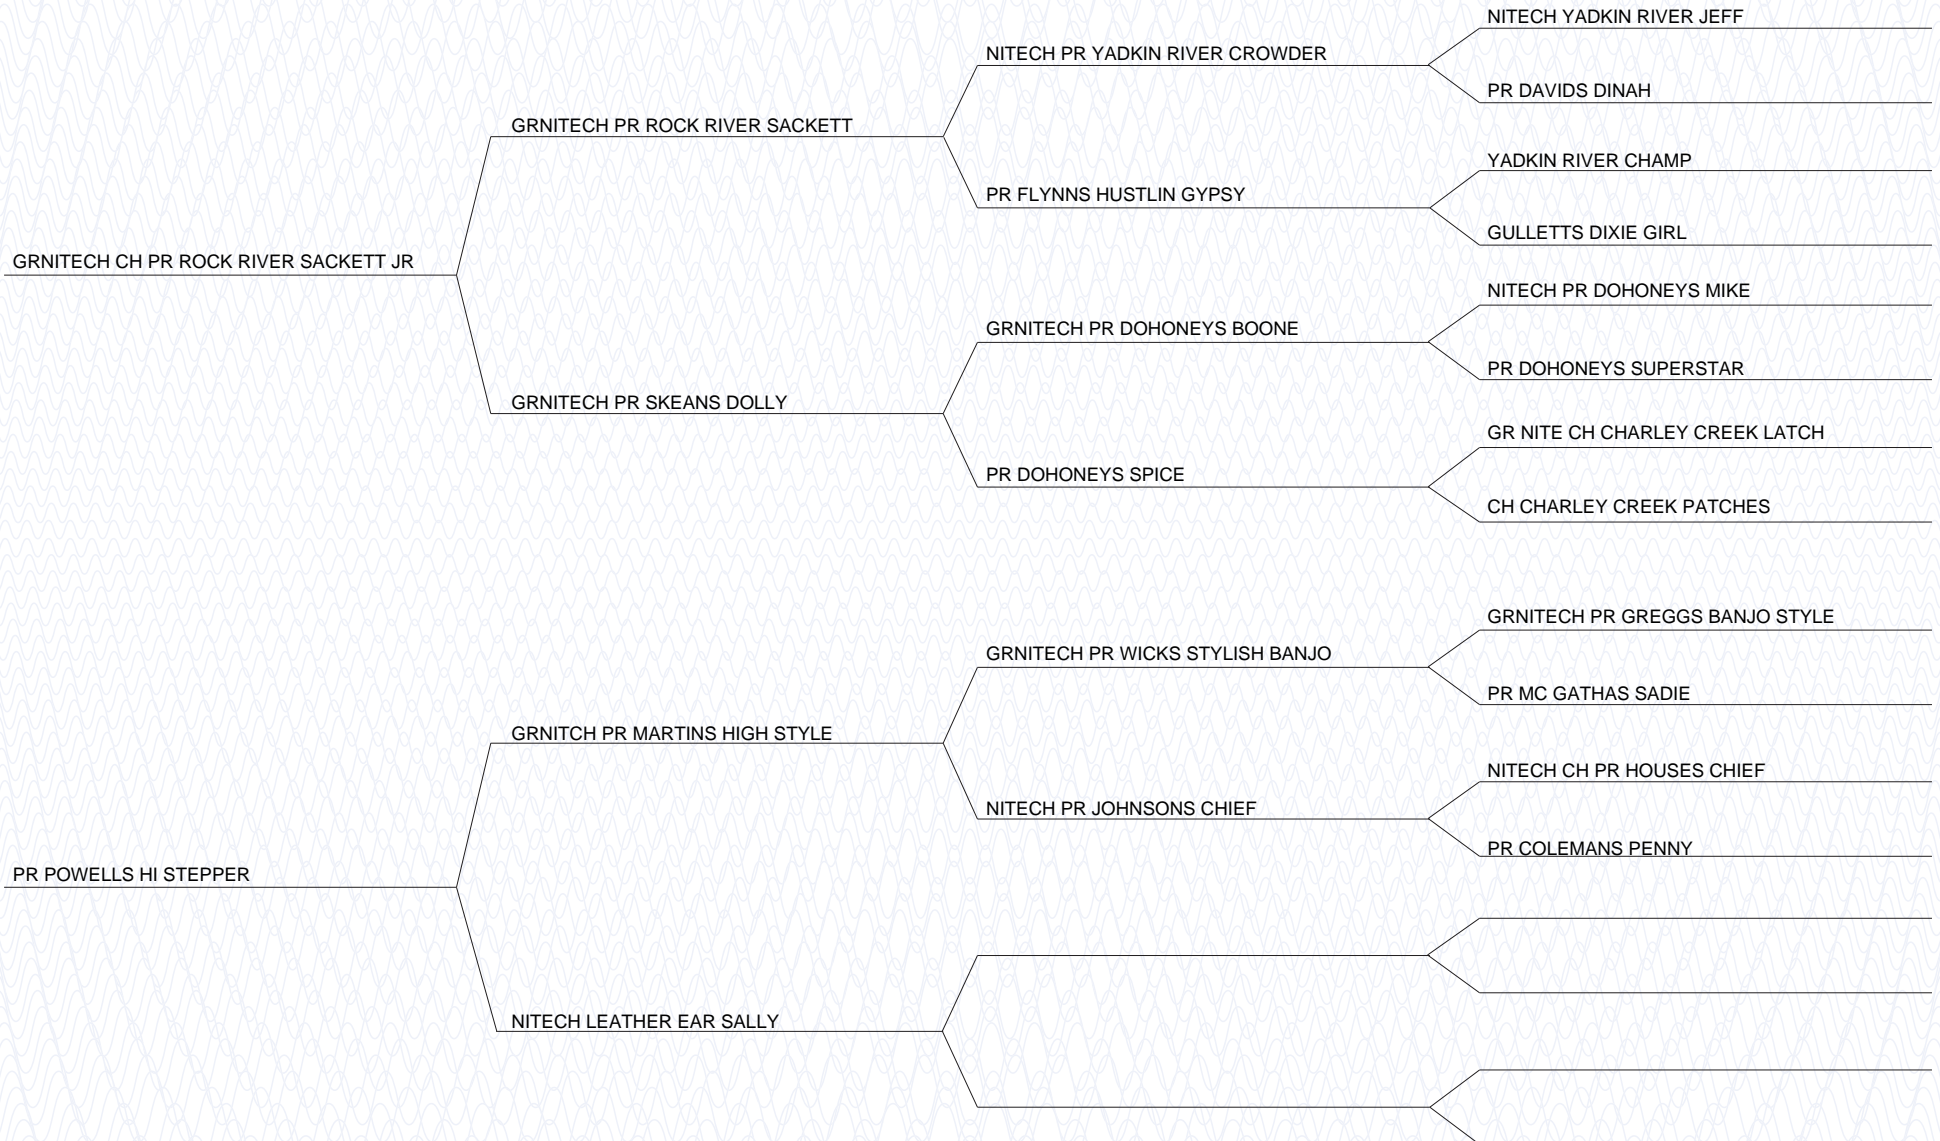 NITECH YADKIN RIVER JEFF
NITECH PR YADKIN RIVER CROWDER
PR DAVIDS DINAH
GRNITECH PR ROCK RIVER SACKETT
YADKIN RIVER CHAMP
PR FLYNNS HUSTLIN GYPSY
GULLETTS DIXIE GIRL
GRNITECH CH PR ROCK RIVER SACKETT JR
NITECH PR DOHONEYS MIKE
GRNITECH PR DOHONEYS BOONE
PR DOHONEYS SUPERSTAR
GRNITECH PR SKEANS DOLLY
GR NITE CH CHARLEY CREEK LATCH
PR DOHONEYS SPICE
CH CHARLEY CREEK PATCHES
GRNITECH PR GREGGS BANJO STYLE
GRNITECH PR WICKS STYLISH BANJO
PR MC GATHAS SADIE
GRNITCH PR MARTINS HIGH STYLE
NITECH CH PR HOUSES CHIEF
NITECH PR JOHNSONS CHIEF
PR COLEMANS PENNY
PR POWELLS HI STEPPER
NITECH LEATHER EAR SALLY